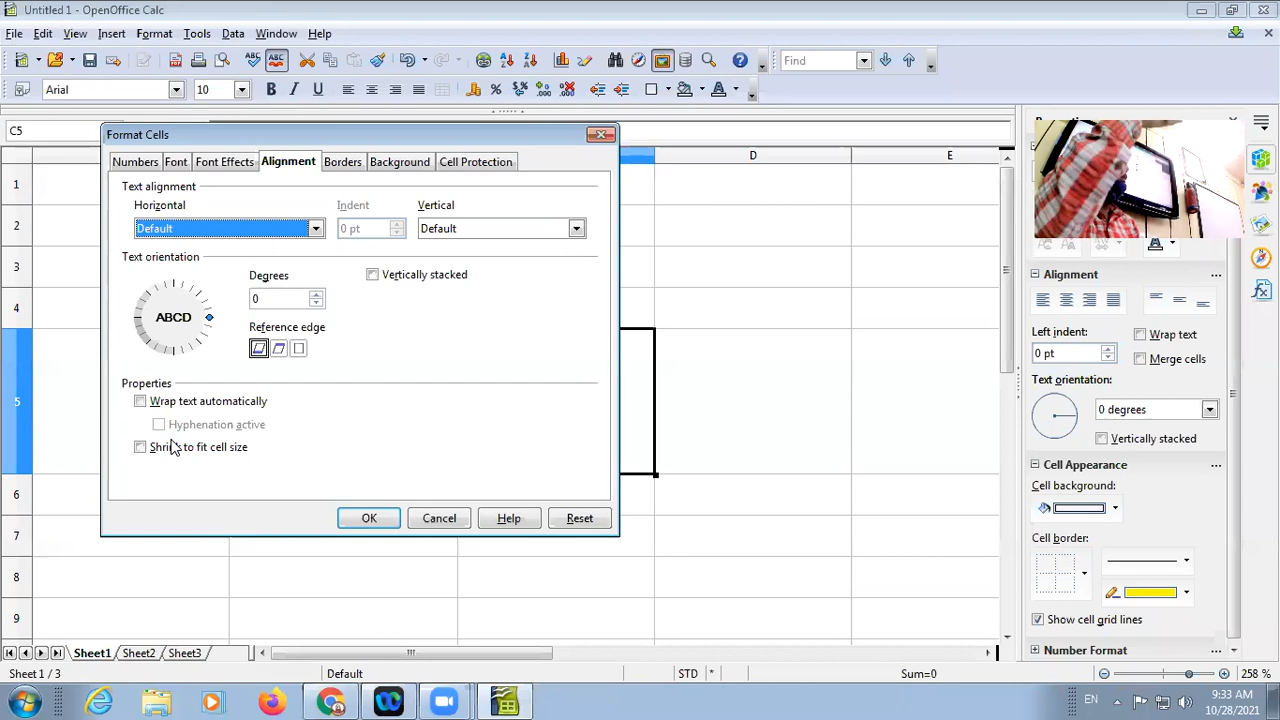 Untitled 1 - OpenOffice Calc
File Edit View Insert Format Tools Data Window Help
Find
Arial 10
C5
Format Cells
Numbers Font Font Effects Alignment Borders Background Cell Protection
Text alignment
Horizontal Indent Vertical
Default 0 pt Default
Text orientation
Degrees Vertically stacked
ABCD 0
Reference edge
Properties
Wrap text automatically
Hyphenation active
Shrink to fit cell size
OK Cancel Help Reset
D E
1
2
3
4
5
6
7
8
9
Alignment
Left indent: Wrap text
0 pt Merge cells
Text orientation:
0 degrees
Vertically stacked
Cell Appearance
Cell background:
Cell border:
Show cell grid lines
Number Format
Sheet1 Sheet2 Sheet3
Sheet 1 / 3 Default STD * Sum=0 258 %
EN 9:33 AM
10/28/2021